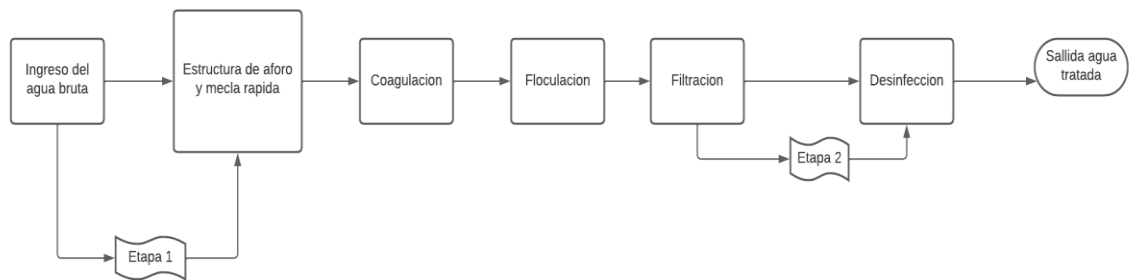 Ingreso del
agua bruta
Estructura de aforo
y mecla rapida
Coagulacion
Floculacion
Filtracion
Desinfeccion
Sallida agua
tratada
Etapa 1
Etapa 2